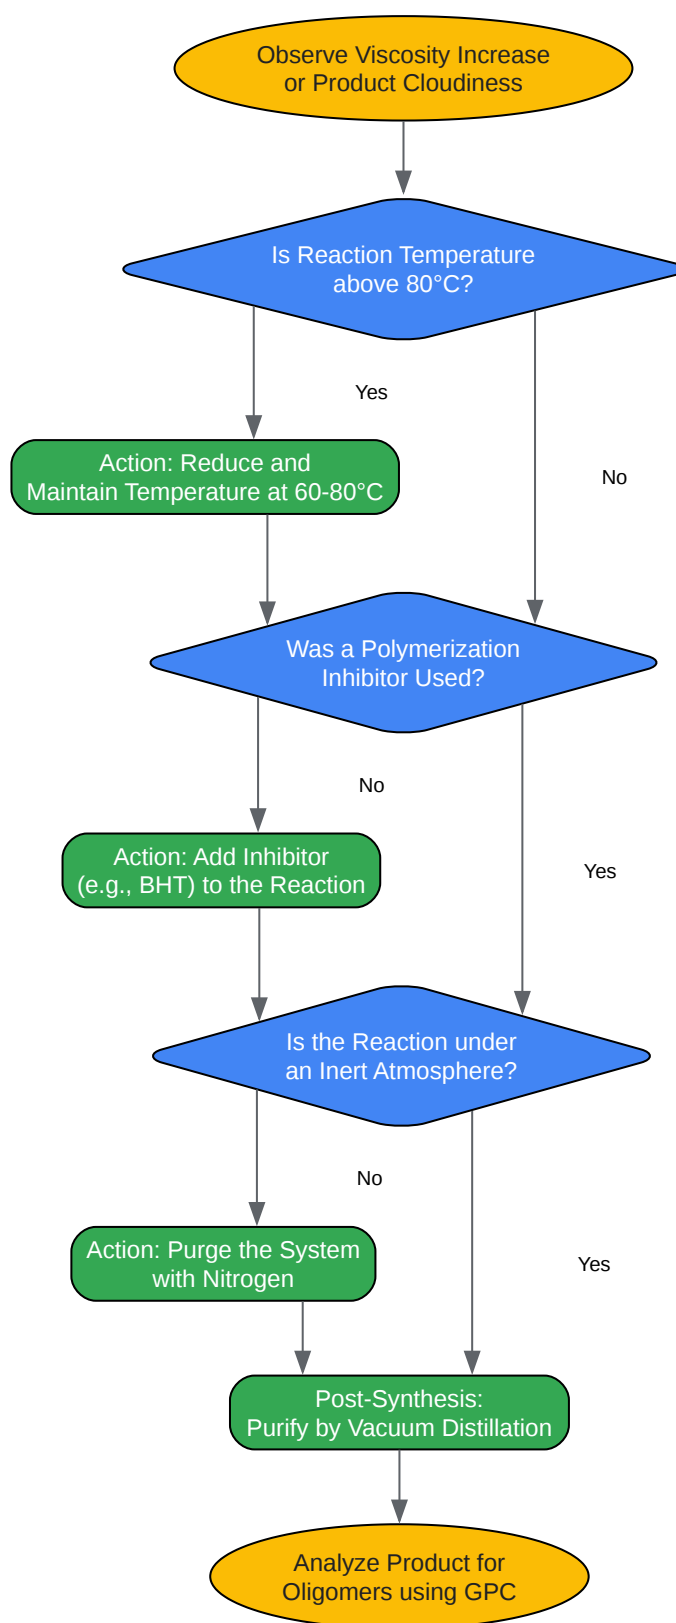 Observe Viscosity Increase
or Product Cloudiness
Is Reaction Temperature
above 80°C?
Yes
Action: Reduce and
Maintain Temperature at 60-80°C
No
Was a Polymerization
Inhibitor Used?
No
Action: Add Inhibitor
(e.g., BHT) to the Reaction
Yes
Is the Reaction under
an Inert Atmosphere?
No
Action: Purge the System
with Nitrogen
Yes
Post-Synthesis:
Purify by Vacuum Distillation
Analyze Product for
Oligomers using GPC